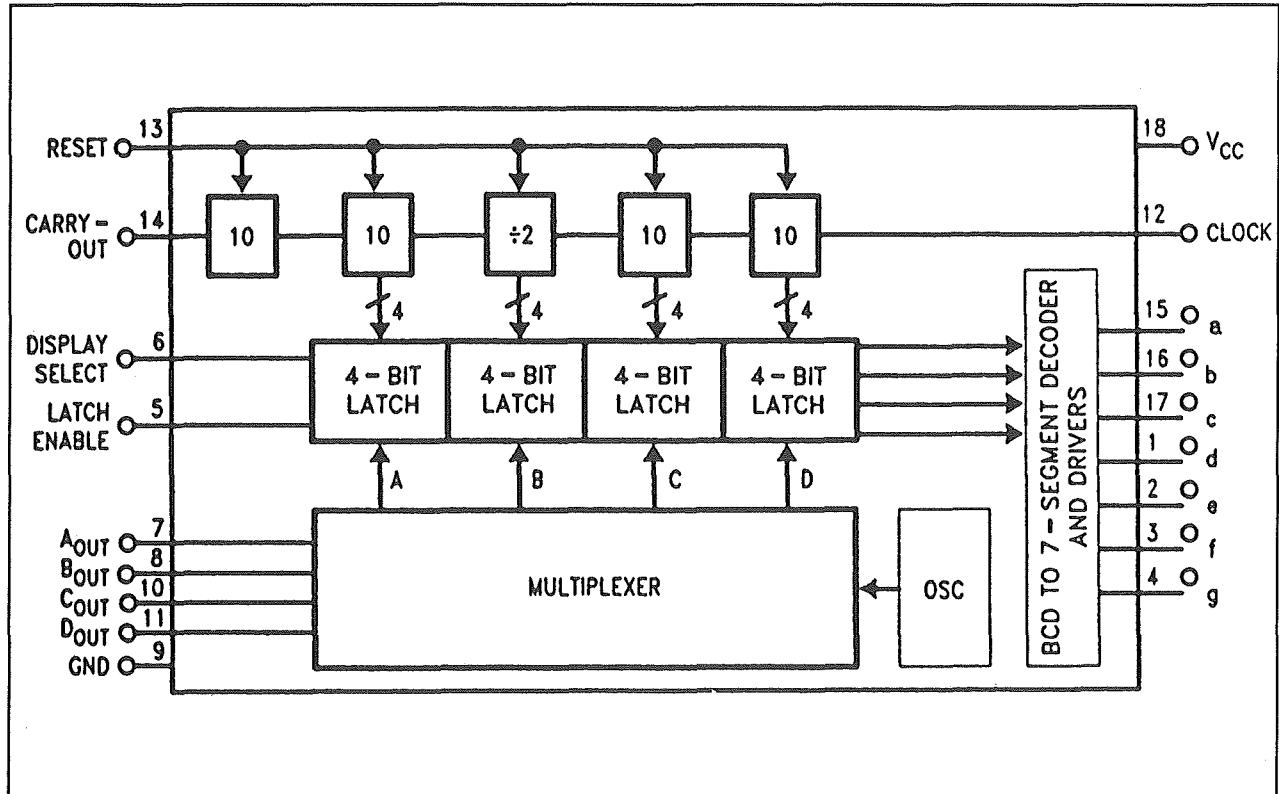 RESET 13
18 VCC
CARRY-OUT 14
10
10
÷2
10
10
12 CLOCK
4
4
4
4
DISPLAY SELECT 6
LATCH ENABLE 5
4-BIT LATCH
4-BIT LATCH
4-BIT LATCH
4-BIT LATCH
A
B
C
D
BCD TO 7-SEGMENT DECODER AND DRIVERS
15 a
16 b
17 c
1 d
2 e
3 f
4 g
AOUT 7
BOUT 8
COUT 10
DOUT 11
GND 9
MULTIPLEXER
OSC